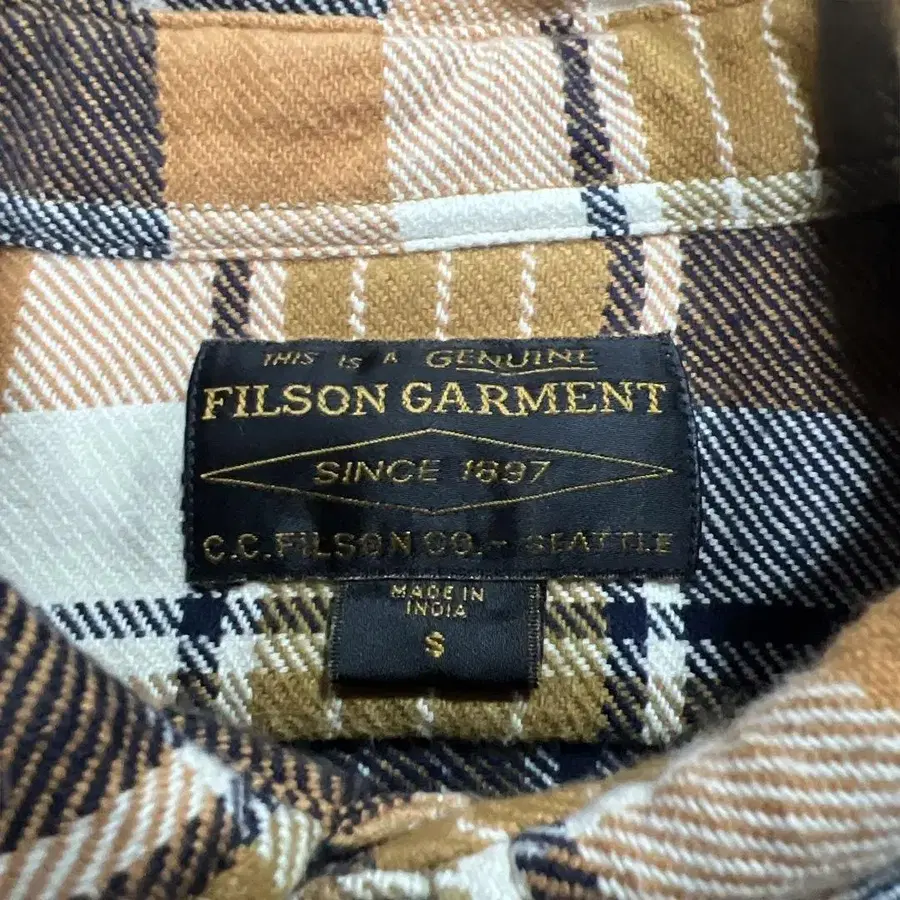 THIS IS A GENUINE
FILSON GARMENT
SINCE 1897
C.C. FILSON CO. - SEATTLE
MADE IN
INDIA
S